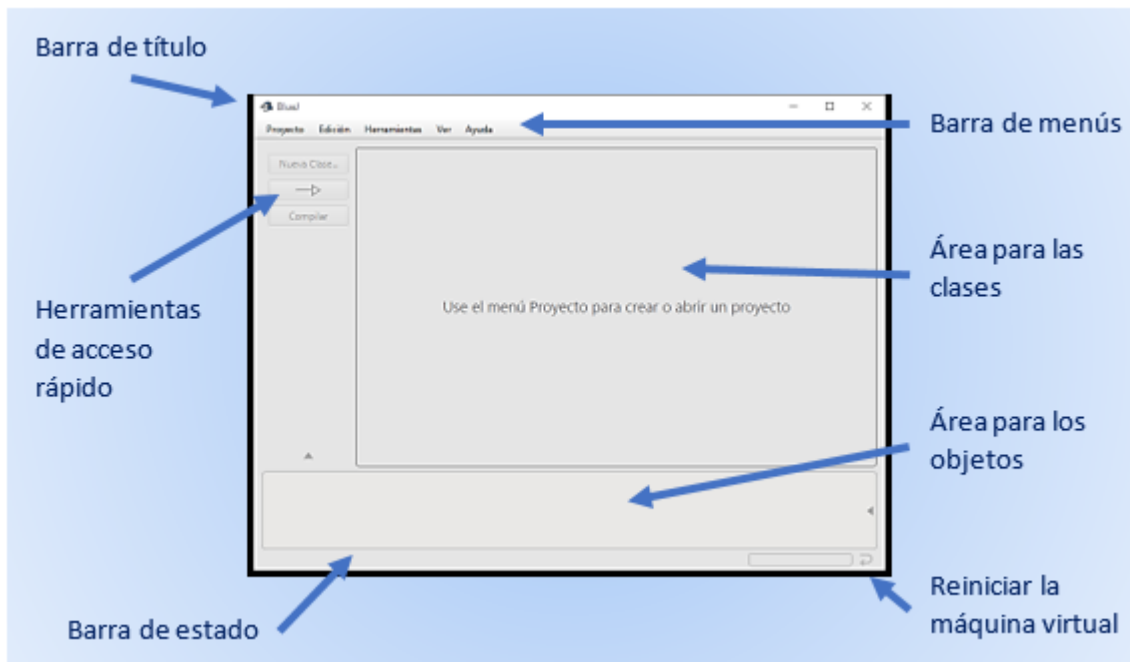 Barra de título
BlueJ
Proyecto Edición Herramientas Ver Ayuda
Barra de menús
Nueva Clase...
Compilar
Área para las
clases
Use el menú Proyecto para crear o abrir un proyecto
Herramientas
de acceso
rápido
Área para los
objetos
Barra de estado
Reiniciar la
máquina virtual